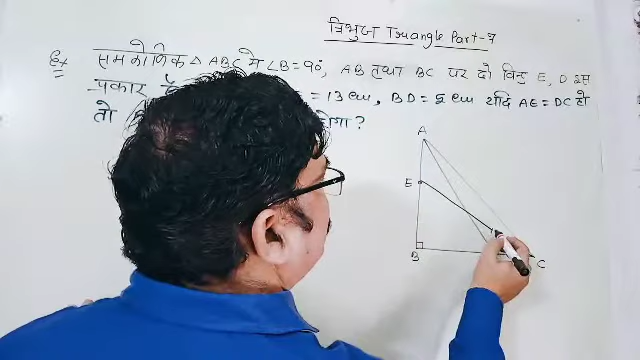 त्रिभुज Triangle Part-7
Ex समकोणिक △ ABC में ∠B = 90°, AB तथा BC पर दो बिन्दु E, D इस
प्रकार = 13 cm, BD = 5 cm यदि AE = DC हो
तो होगा ?
A
E
B
C